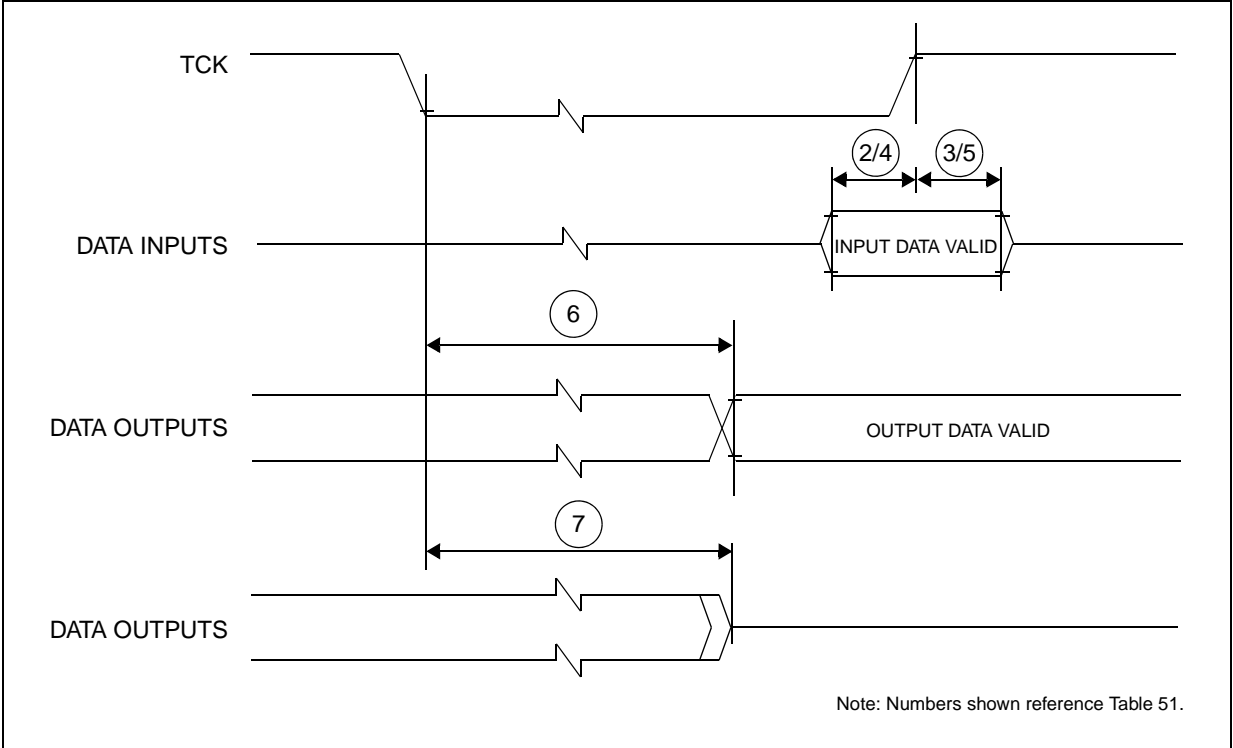 TCK
2/4 3/5
DATA INPUTS
INPUT DATA VALID
6
DATA OUTPUTS
OUTPUT DATA VALID
7
DATA OUTPUTS
Note: Numbers shown reference Table 51.